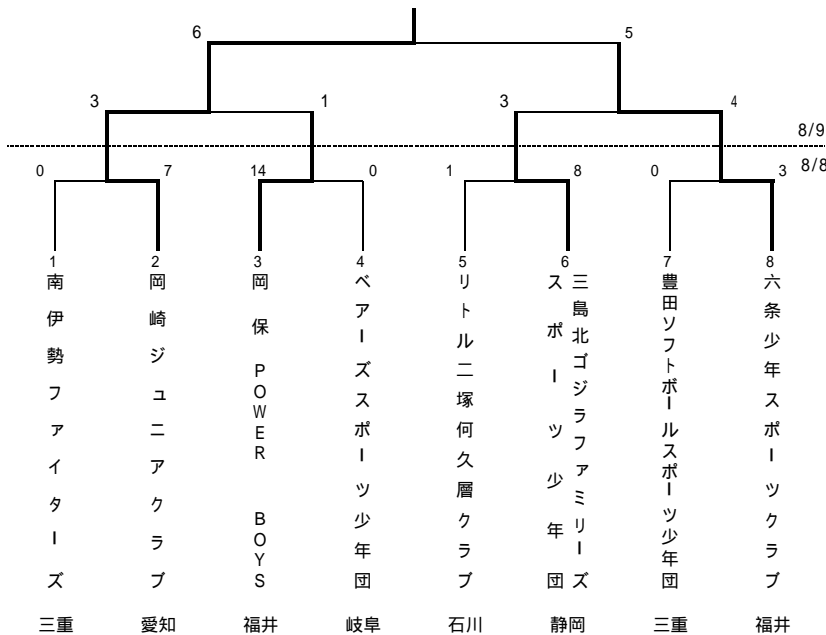 6 5
3 1 3 4
8/9
8/8
0 7 14 0 1 8 0 3
1 2 3 4 5 6 7 8
南伊勢ファイターズ
岡崎ジュニアクラブ
岡保 POWER BOYS
ベアーズスポーツ少年団
リトル二塚何久層クラブ
三島北ゴジラファミリーズ
スポーツ少年団
豊田ソフトボールスポーツ少年団
六条少年スポーツクラブ
三重 愛知 福井 岐阜 石川 静岡 三重 福井